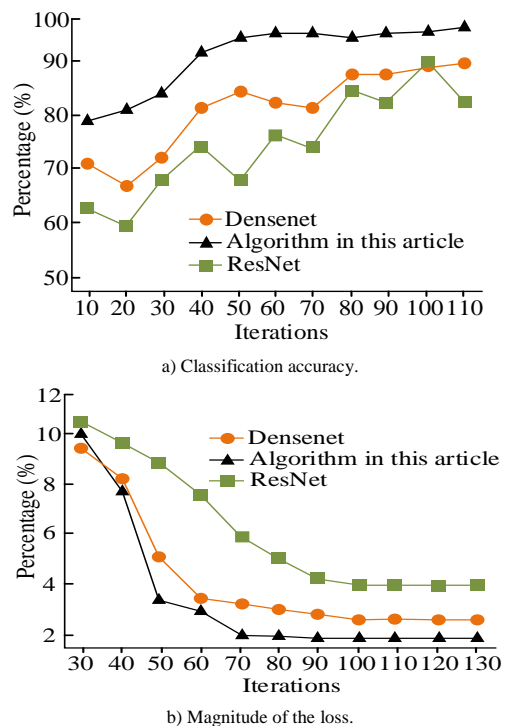 Percentage (%)
100
90
80
70
60
50
Densenet
Algorithm in this article
ResNet
10 20 30 40 50 60 70 80 90 100 110
Iterations
a) Classification accuracy.
Percentage (%)
12
10
8
6
4
2
Densenet
Algorithm in this article
ResNet
30 40 50 60 70 80 90 100 110 120 130
Iterations
b) Magnitude of the loss.